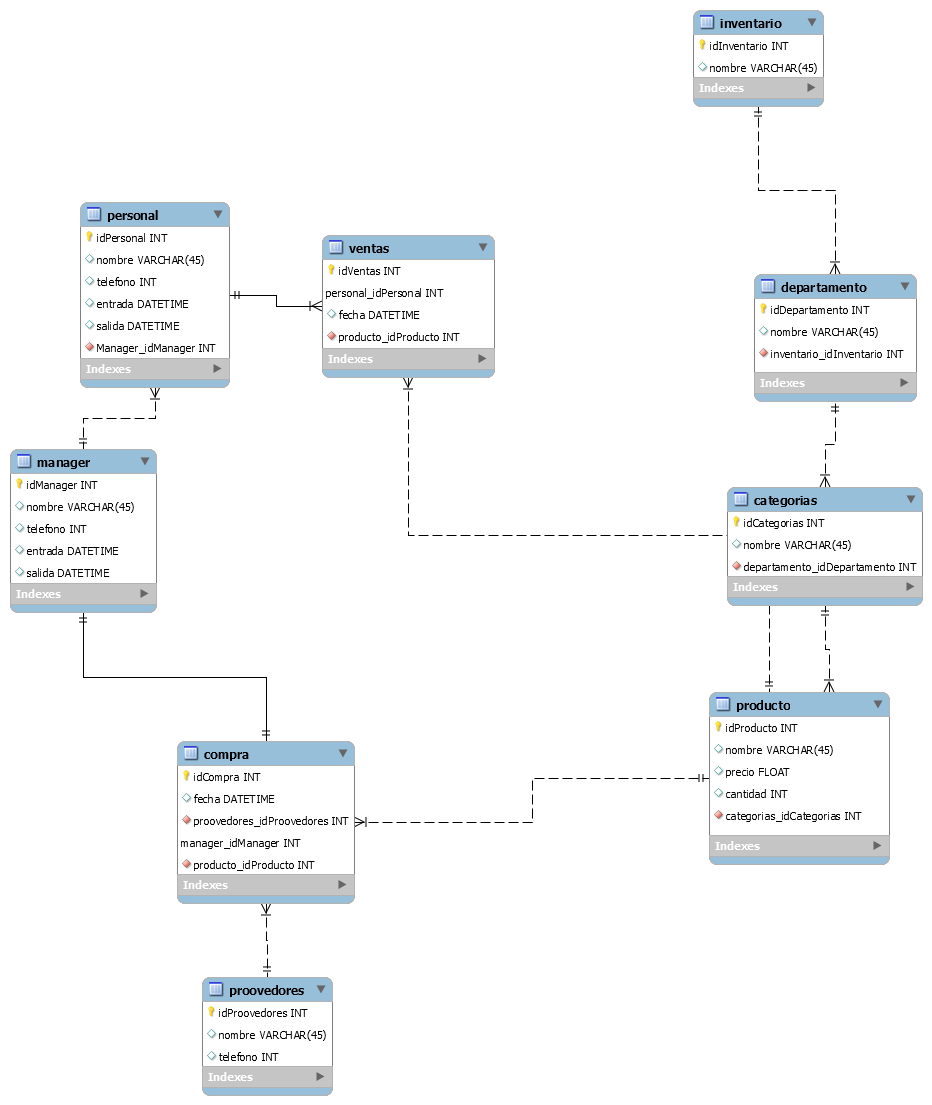 inventario
idInventario INT
nombre VARCHAR(45)
Indexes
personal
idPersonal INT
nombre VARCHAR(45)
telefono INT
entrada DATETIME
salida DATETIME
Manager_idManager INT
Indexes
ventas
idVentas INT
personal_idPersonal INT
fecha DATETIME
producto_idProducto INT
Indexes
departamento
idDepartamento INT
nombre VARCHAR(45)
inventario_idInventario INT
Indexes
manager
idManager INT
nombre VARCHAR(45)
telefono INT
entrada DATETIME
salida DATETIME
Indexes
categorias
idCategorias INT
nombre VARCHAR(45)
departamento_idDepartamento INT
Indexes
producto
idProducto INT
nombre VARCHAR(45)
precio FLOAT
cantidad INT
categorias_idCategorias INT
Indexes
compra
idCompra INT
fecha DATETIME
proovedores_idProovedores INT
manager_idManager INT
producto_idProducto INT
Indexes
proovedores
idProovedores INT
nombre VARCHAR(45)
telefono INT
Indexes